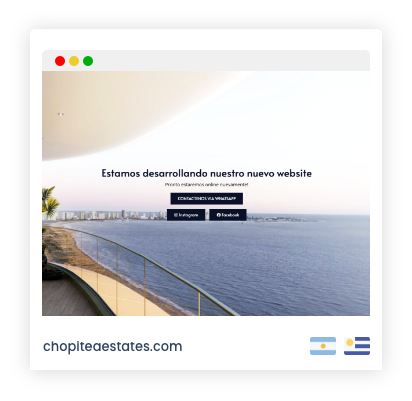 Estamos desarrollando nuestro nuevo website
Pronto estaremos online nuevamente!
CONTACTENOS VIA WHATSAPP
Instagram
Facebook
chopiteaestates.com